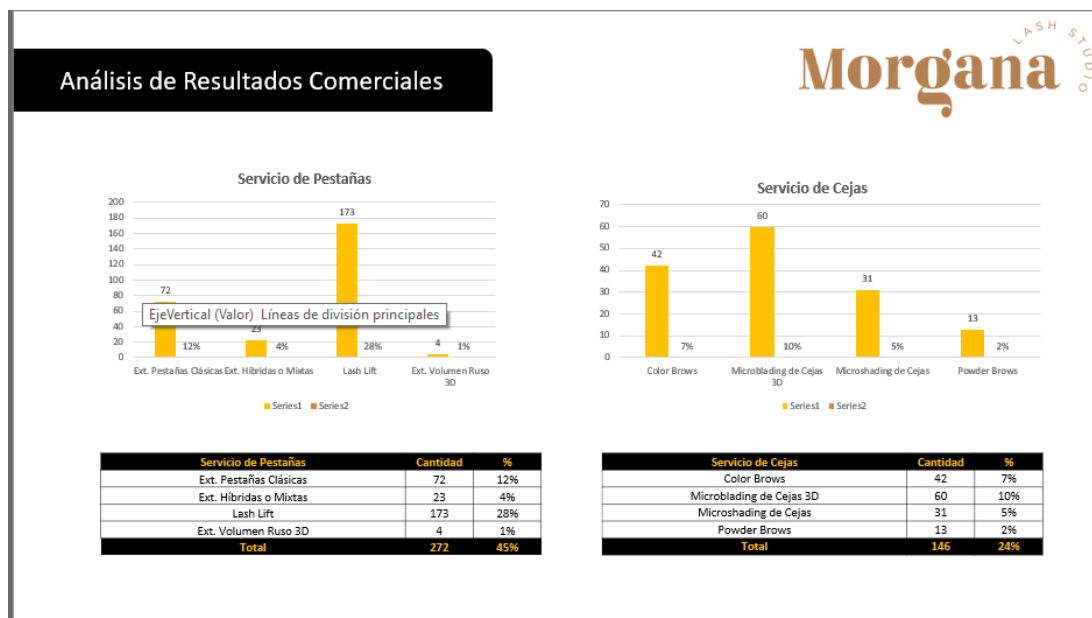 Análisis de Resultados Comerciales
Morgana
LASH STUDIO
Servicio de Pestañas
200
180
160
140
120
100
80
60
40
20
0
72
12%
23
4%
173
28%
4
1%
EjeVertical (Valor) Líneas de división principales
Ext. Pestañas Clásicas
Ext. Híbridas o Mixtas
Lash Lift
Ext. Volumen Ruso
3D
Series1 Series2
Servicio de Cejas
70
60
50
40
30
20
10
0
42
7%
60
10%
31
5%
13
2%
Color Brows
Microblading de Cejas
3D
Microshading de Cejas
Powder Brows
Series1 Series2
Servicio de Pestañas Cantidad %
Ext. Pestañas Clásicas 72 12%
Ext. Híbridas o Mixtas 23 4%
Lash Lift 173 28%
Ext. Volumen Ruso 3D 4 1%
Total 272 45%
Servicio de Cejas Cantidad %
Color Brows 42 7%
Microblading de Cejas 3D 60 10%
Microshading de Cejas 31 5%
Powder Brows 13 2%
Total 146 24%